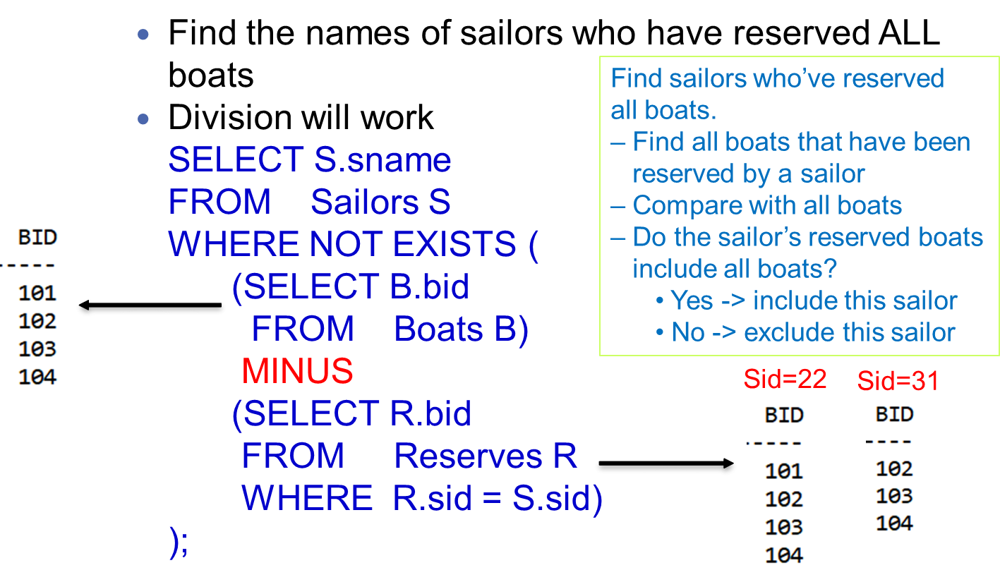 • Find the names of sailors who have reserved ALL
boats
• Division will work
SELECT S.sname
FROM Sailors S
WHERE NOT EXISTS (
(SELECT B.bid
FROM Boats B)
MINUS
(SELECT R.bid
FROM Reserves R
WHERE R.sid = S.sid)
);
BID
-----
101
102
103
104
Find sailors who’ve reserved
all boats.
– Find all boats that have been
reserved by a sailor
– Compare with all boats
– Do the sailor’s reserved boats
include all boats?
• Yes -> include this sailor
• No -> exclude this sailor
Sid=22
BID
-----
101
102
103
104
Sid=31
BID
----
102
103
104